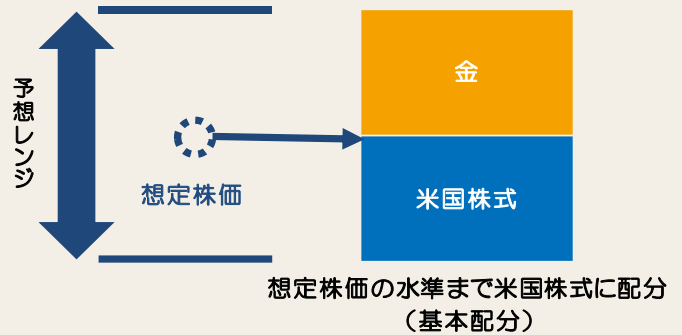 予想レンジ
想定株価
金
米国株式
想定株価の水準まで米国株式に配分
（基本配分）